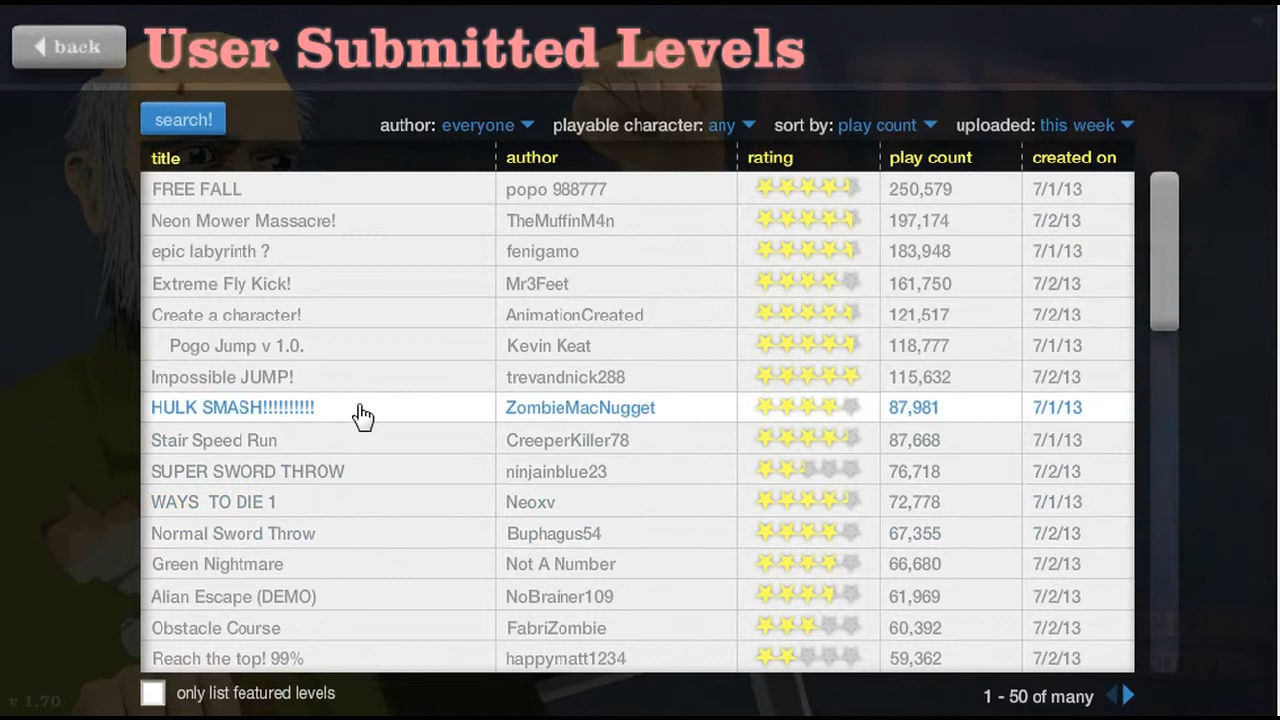 back
User Submitted Levels
search!
author: everyone playable character: any sort by: play count uploaded: this week
title author rating play count created on
FREE FALL popo 988777 250,579 7/1/13
Neon Mower Massacre! TheMuffinM4n 197,174 7/2/13
epic labyrinth ? fenigamo 183,948 7/1/13
Extreme Fly Kick! Mr3Feet 161,750 7/2/13
Create a character! AnimationCreated 121,517 7/2/13
Pogo Jump v 1.0. Kevin Keat 118,777 7/1/13
Impossible JUMP! trevandnick288 115,632 7/2/13
HULK SMASH!!!!!!!!!! ZombieMacNugget 87,981 7/1/13
Stair Speed Run CreeperKiller78 87,668 7/1/13
SUPER SWORD THROW ninjainblue23 76,718 7/2/13
WAYS TO DIE 1 Neoxv 72,778 7/1/13
Normal Sword Throw Buphagus54 67,355 7/2/13
Green Nightmare Not A Number 66,680 7/2/13
Alian Escape (DEMO) NoBrainer109 61,969 7/2/13
Obstacle Course FabriZombie 60,392 7/2/13
Reach the top! 99% happymatt1234 59,362 7/2/13
only list featured levels
1 - 50 of many
v 1.70